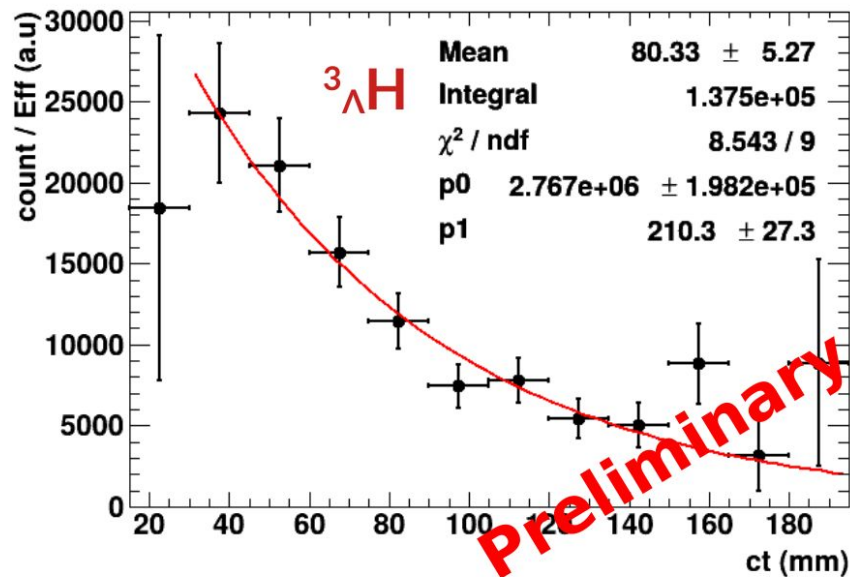 count / Eff (a.u)
30000
25000
20000
15000
10000
5000
0
³ΛH
Mean 80.33 ± 5.27
Integral 1.375e+05
χ² / ndf 8.543 / 9
p0 2.767e+06 ± 1.982e+05
p1 210.3 ± 27.3
Preliminary
20 40 60 80 100 120 140 160 180
ct (mm)